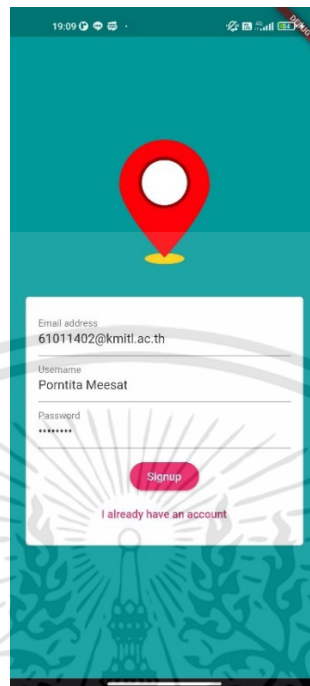 19:09
DEBUG
Email address
61011402@kmitl.ac.th
Username
Porntita Meesat
Password
••••••••
Signup
I already have an account